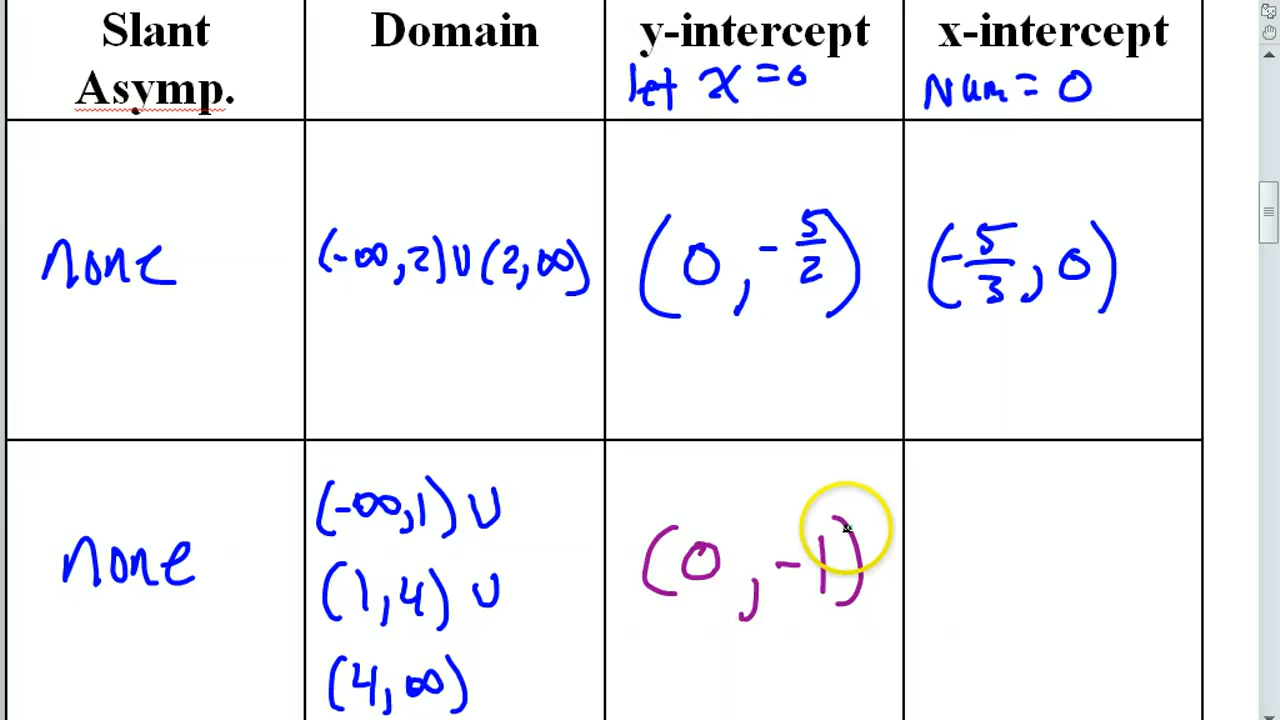 Slant Asymp.
Domain
y-intercept
let x = 0
x-intercept
Num = 0
none
(-∞, 2) ∪ (2, ∞)
(0, -5/2)
(-5/3, 0)
none
(-∞, 1) ∪
(1, 4) ∪
(4, ∞)
(0, -1)